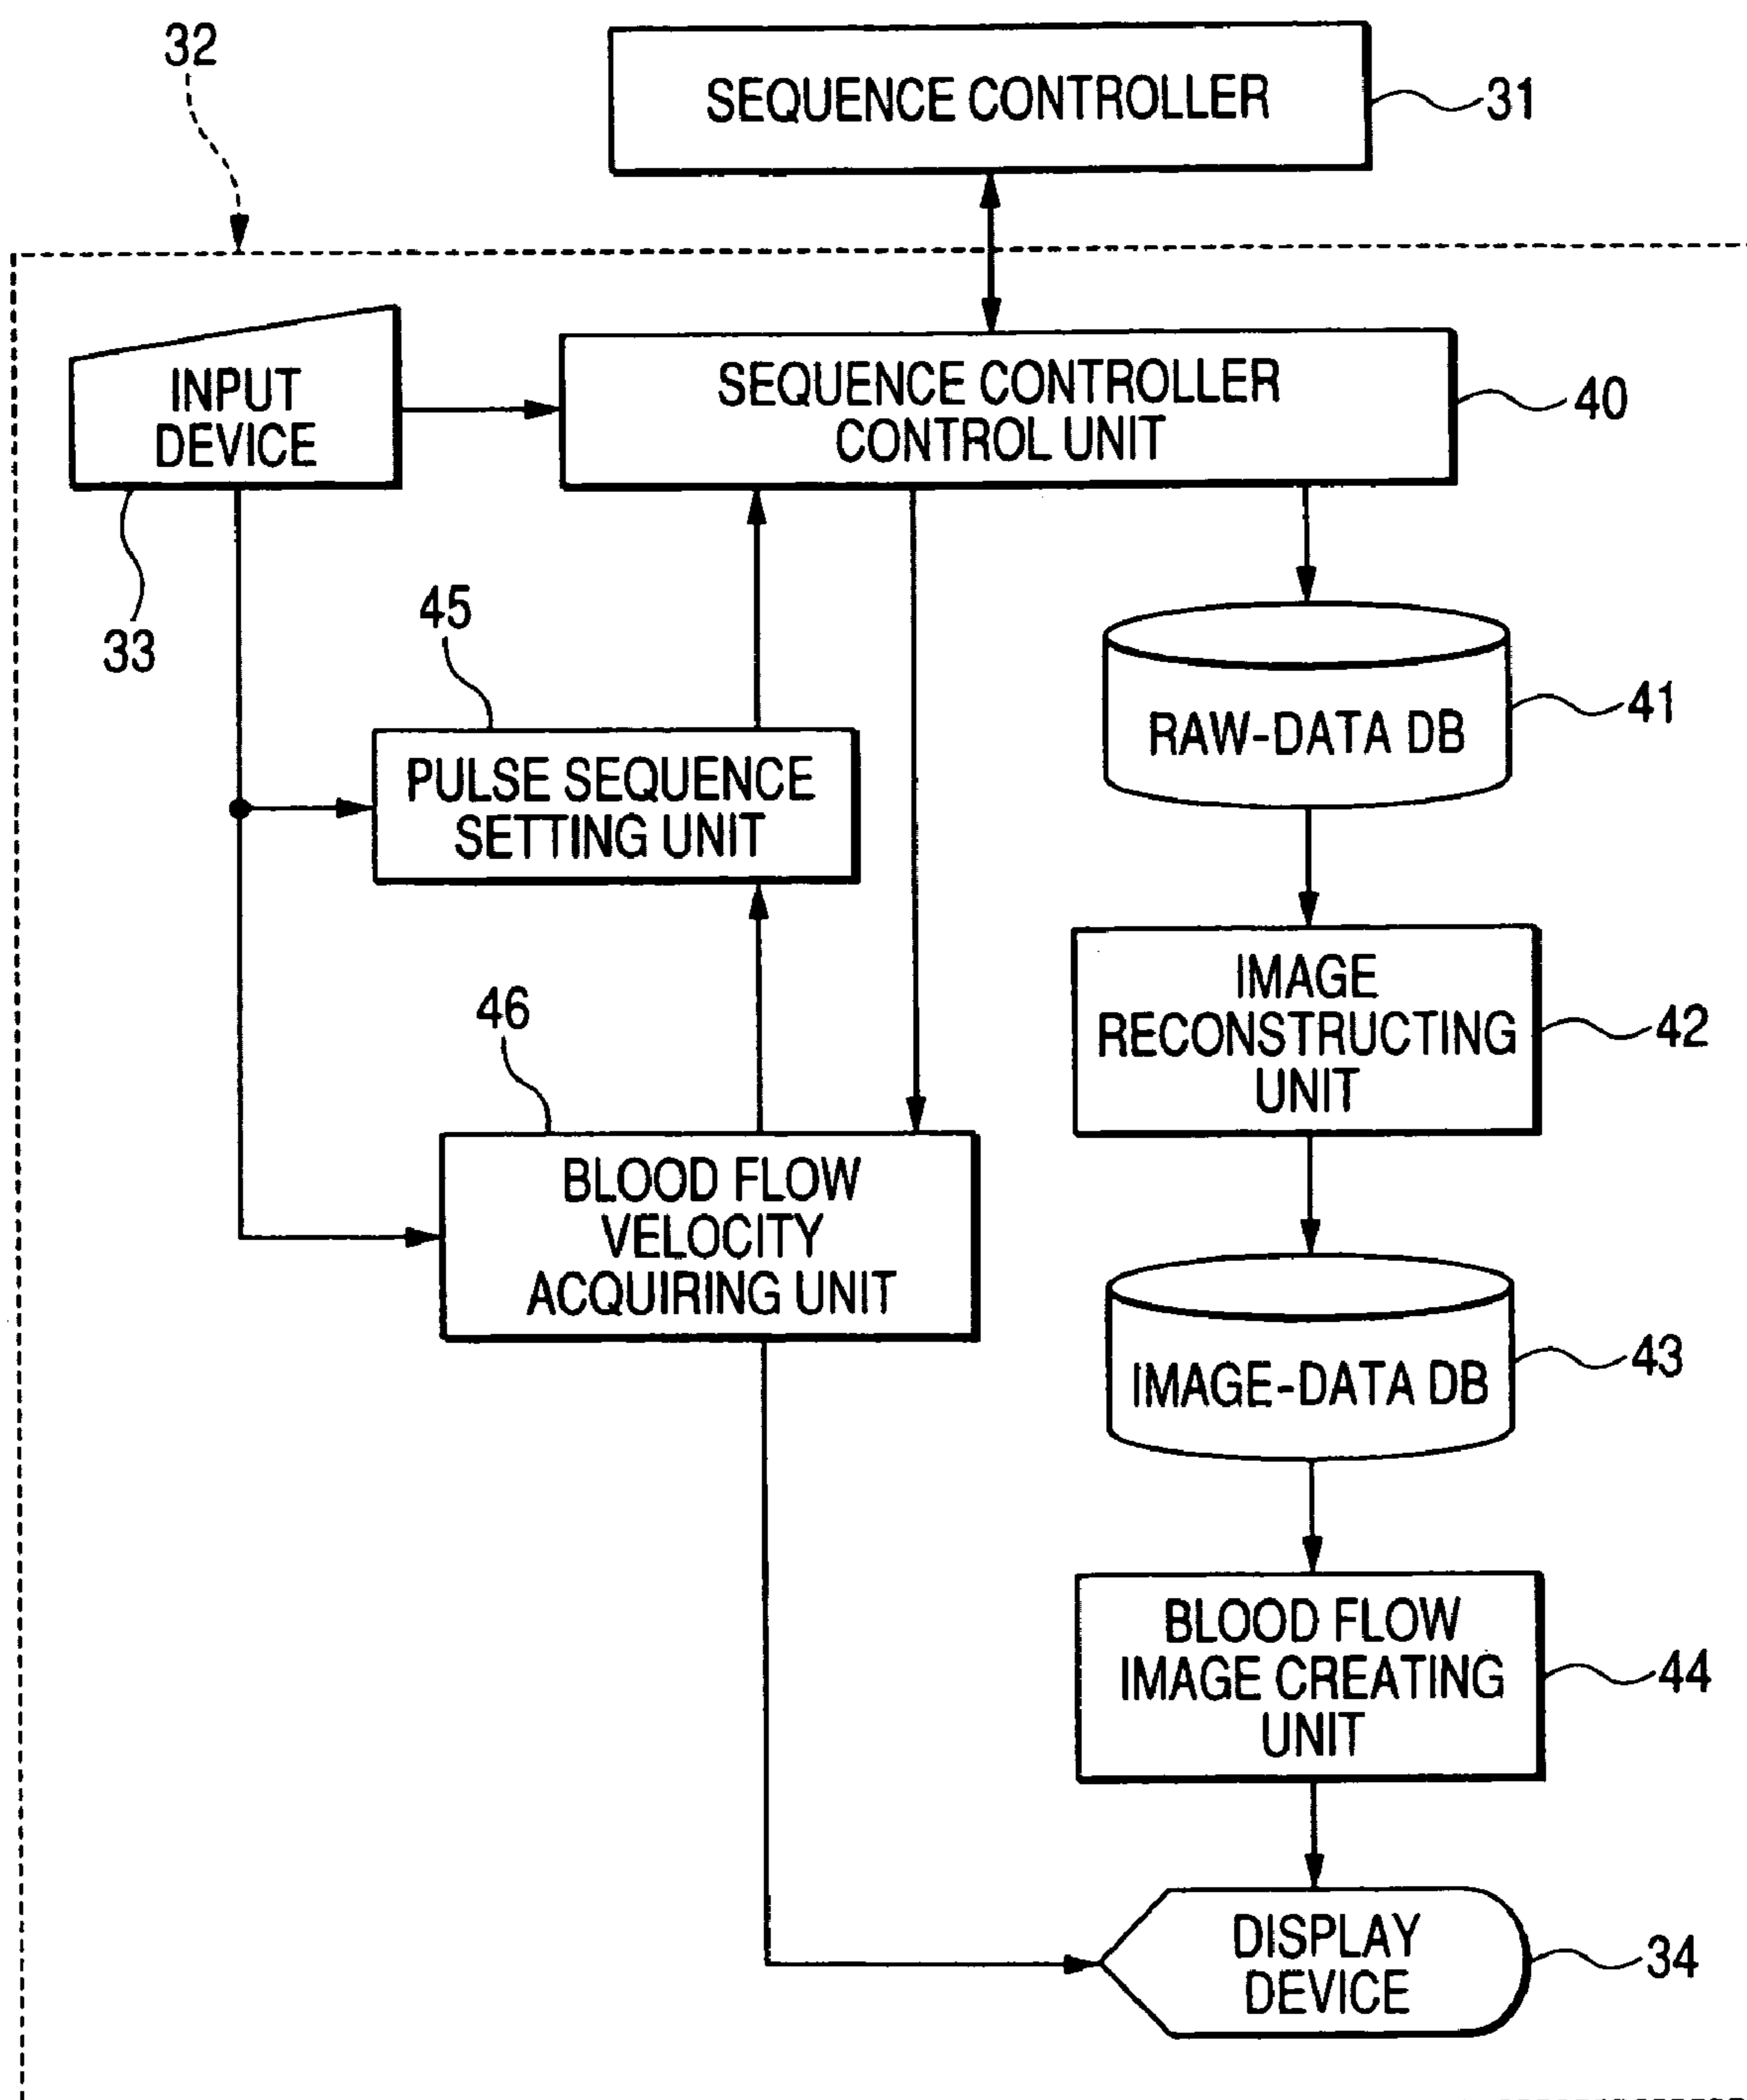 32
SEQUENCE CONTROLLER
31
INPUT
DEVICE
33
SEQUENCE CONTROLLER
CONTROL UNIT
40
45
PULSE SEQUENCE
SETTING UNIT
RAW-DATA DB
41
46
BLOOD FLOW
VELOCITY
ACQUIRING UNIT
IMAGE
RECONSTRUCTING
UNIT
42
IMAGE-DATA DB
43
BLOOD FLOW
IMAGE CREATING
UNIT
44
DISPLAY
DEVICE
34